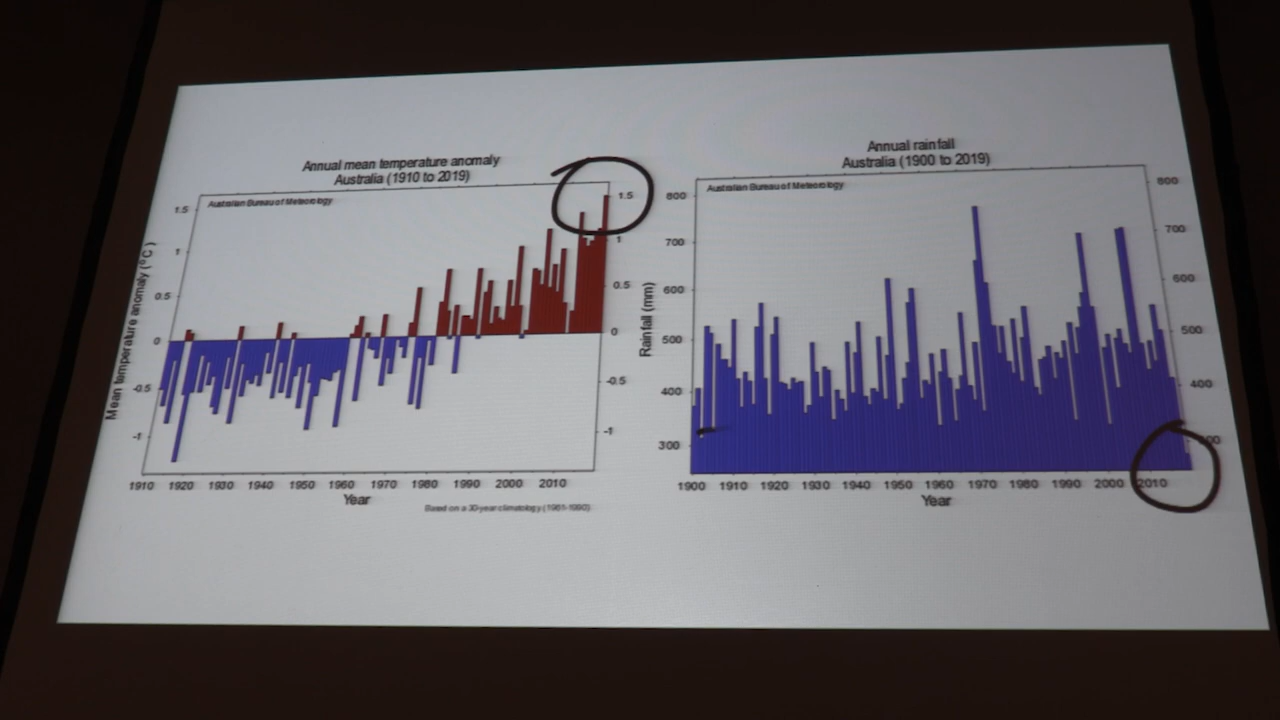 Annual mean temperature anomaly
Australia (1910 to 2019)
Australian Bureau of Meteorology
Mean temperature anomaly (°C)
1.5
1
0.5
0
-0.5
-1
1.5
1
0.5
0
-0.5
-1
1910 1920 1930 1940 1950 1960 1970 1980 1990 2000 2010
Year
Based on a 30-year climatology (1961-1990)
Annual rainfall
Australia (1900 to 2019)
Australian Bureau of Meteorology
Rainfall (mm)
800
700
600
500
400
300
800
700
600
500
400
1900 1910 1920 1930 1940 1950 1960 1970 1980 1990 2000 2010
Year